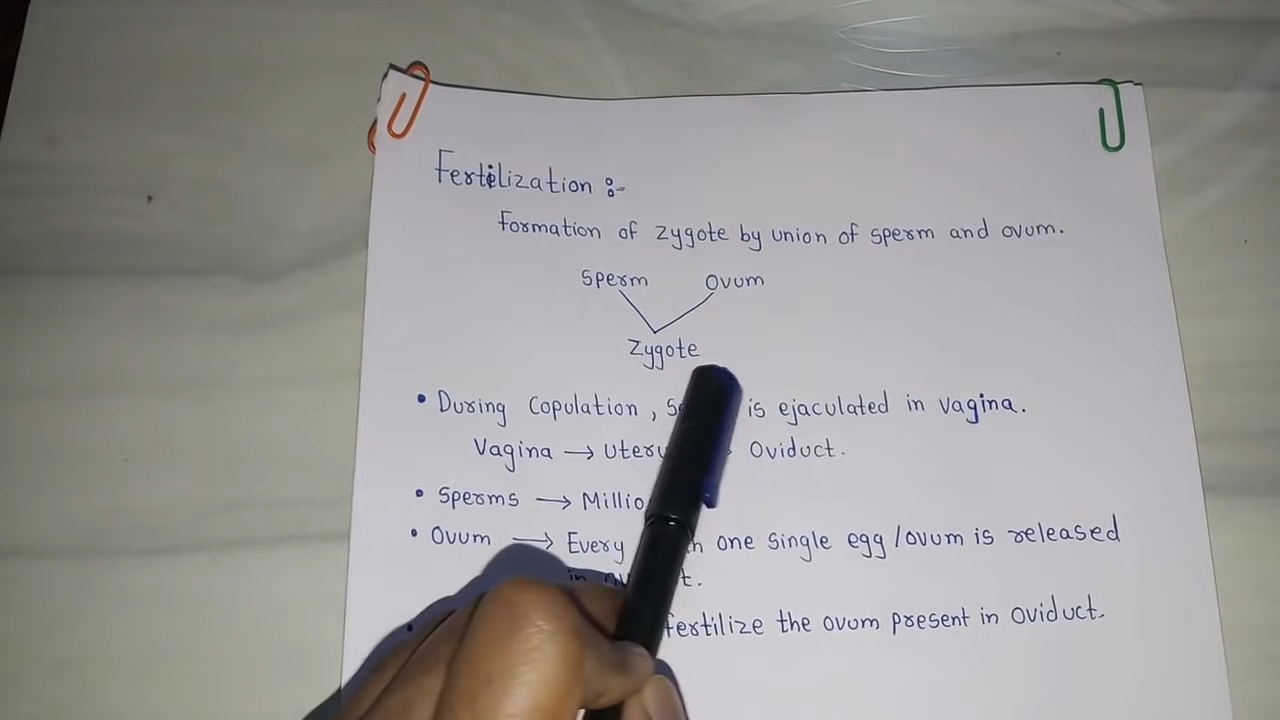 Fertilization :-
Formation of zygote by union of sperm and ovum.
Sperm Ovum
Zygote
• During Copulation, is ejaculated in vagina.
Vagina → → Oviduct.
• Sperms →
• Ovum → Every one single egg/ovum is released
in
fertilize the ovum present in Oviduct.